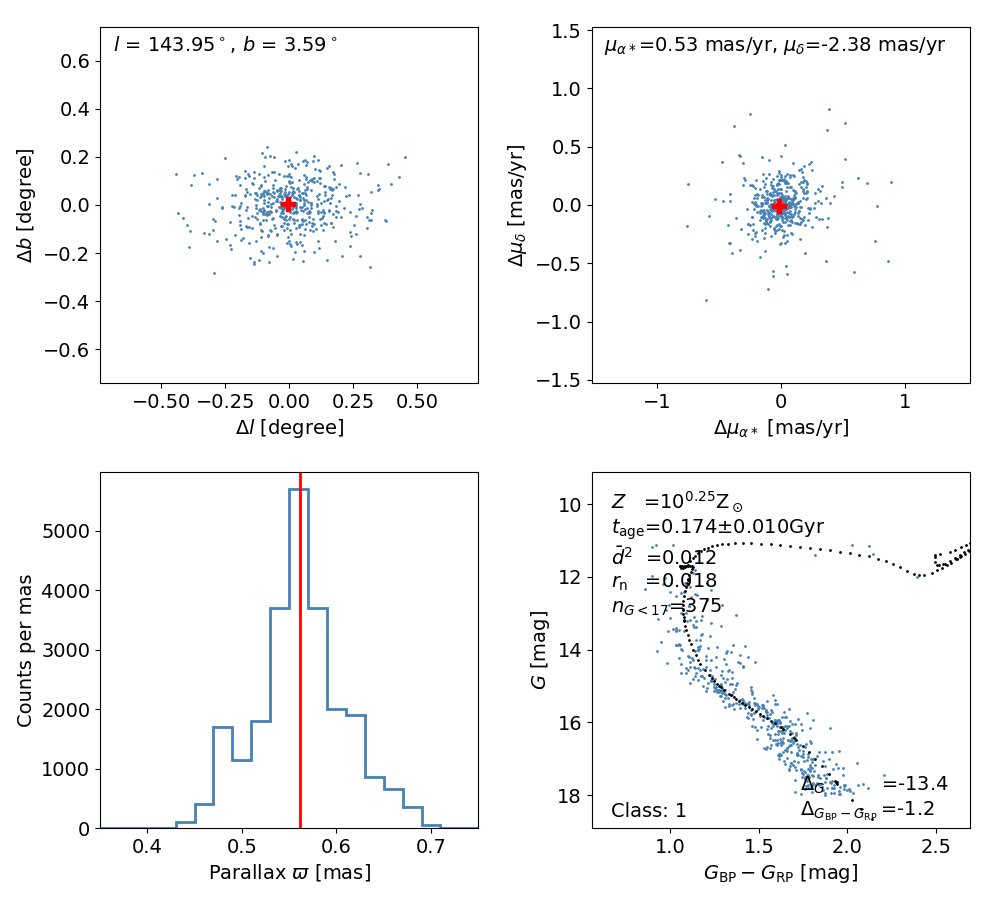 l = 143.95°, b = 3.59°
0.6
0.4
0.2
0.0
−0.2
−0.4
−0.6
Δb [degree]
−0.50 −0.25 0.00 0.25 0.50
Δl [degree]
μα∗=0.53 mas/yr, μδ=-2.38 mas/yr
1.5
1.0
0.5
0.0
−0.5
−1.0
−1.5
Δμδ [mas/yr]
−1 0 1
Δμα∗ [mas/yr]
5000
4000
3000
2000
1000
0
Counts per mas
0.4 0.5 0.6 0.7
Parallax ϖ [mas]
Z =10^0.25Z⊙
tage=0.174±0.010Gyr
d̄² =0.012
rn =0.018
nG<17=375
10
12
14
16
18
G [mag]
ΔG =-13.4
Class: 1
ΔGBP−GRP=-1.2
1.0 1.5 2.0 2.5
GBP − GRP [mag]